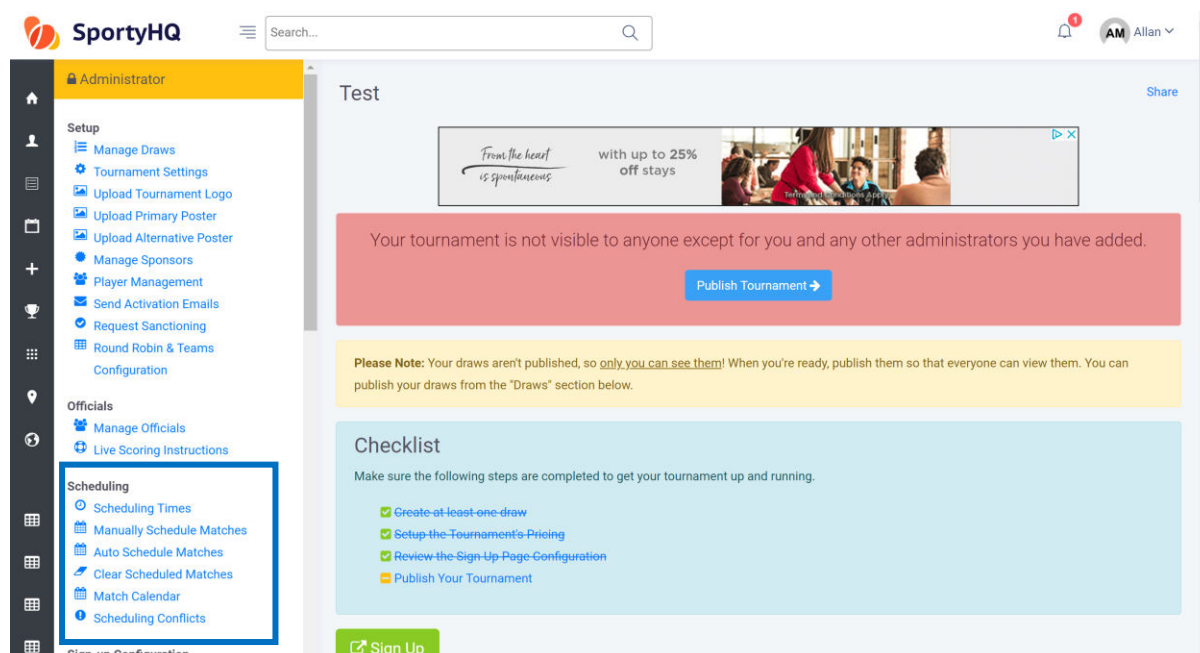 SportyHQ
Search...
1
AM Allan
Administrator
Setup
Manage Draws
Tournament Settings
Upload Tournament Logo
Upload Primary Poster
Upload Alternative Poster
Manage Sponsors
Player Management
Send Activation Emails
Request Sanctioning
Round Robin & Teams
Configuration
Officials
Manage Officials
Live Scoring Instructions
Scheduling
Scheduling Times
Manually Schedule Matches
Auto Schedule Matches
Clear Scheduled Matches
Match Calendar
Scheduling Conflicts
Sign-up Configuration
Test
Share
From the heart
is spontaneous
with up to 25%
off stays
Terms and Conditions Apply
Your tournament is not visible to anyone except for you and any other administrators you have added.
Publish Tournament
Please Note: Your draws aren't published, so only you can see them! When you're ready, publish them so that everyone can view them. You can
publish your draws from the "Draws" section below.
Checklist
Make sure the following steps are completed to get your tournament up and running.
Create at least one draw
Setup the Tournament's Pricing
Review the Sign Up Page Configuration
Publish Your Tournament
Sign Up